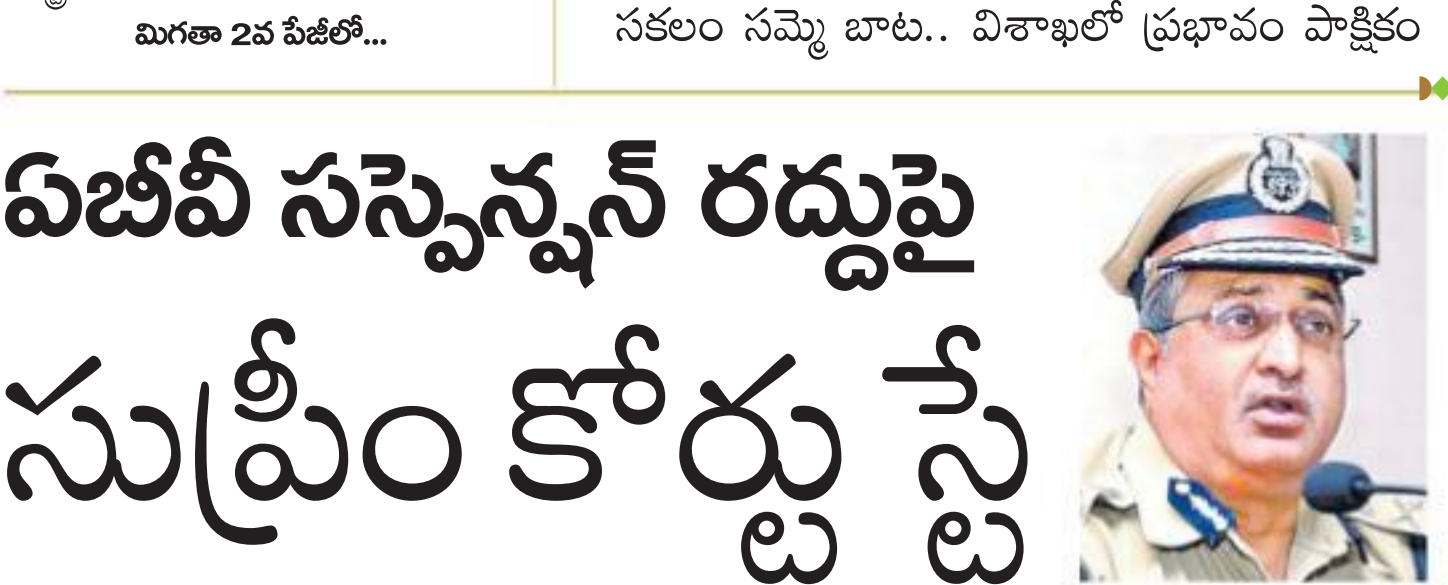 మిగతా 2వ పేజీలో...
సకలం సమ్మె బాట.. విశాఖలో ప్రభావం పాక్షికం
ఏబీవీ సస్పెన్షన్ రద్దుపై
సుప్రీం కోర్టు స్టే